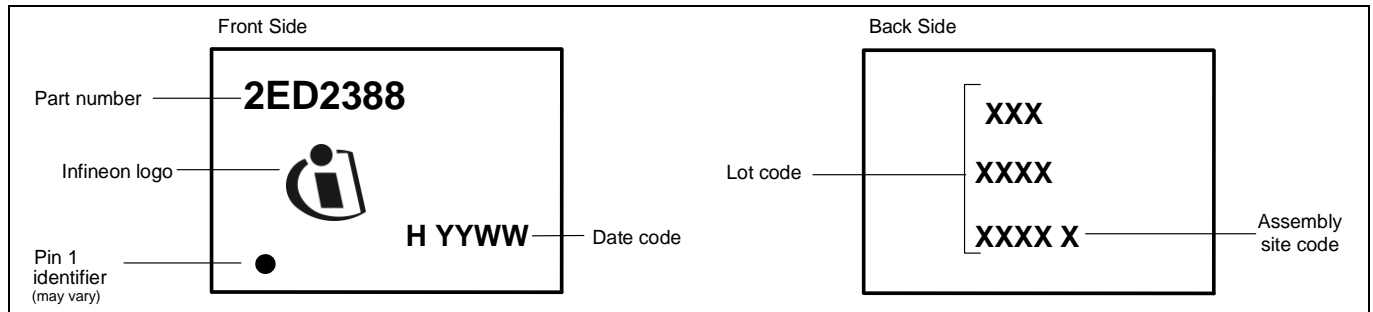 Front Side
Part number
2ED2388
Infineon logo
H YYWW
Date code
Pin 1
identifier
(may vary)
Back Side
XXX
XXXX
XXXX X
Lot code
Assembly
site code